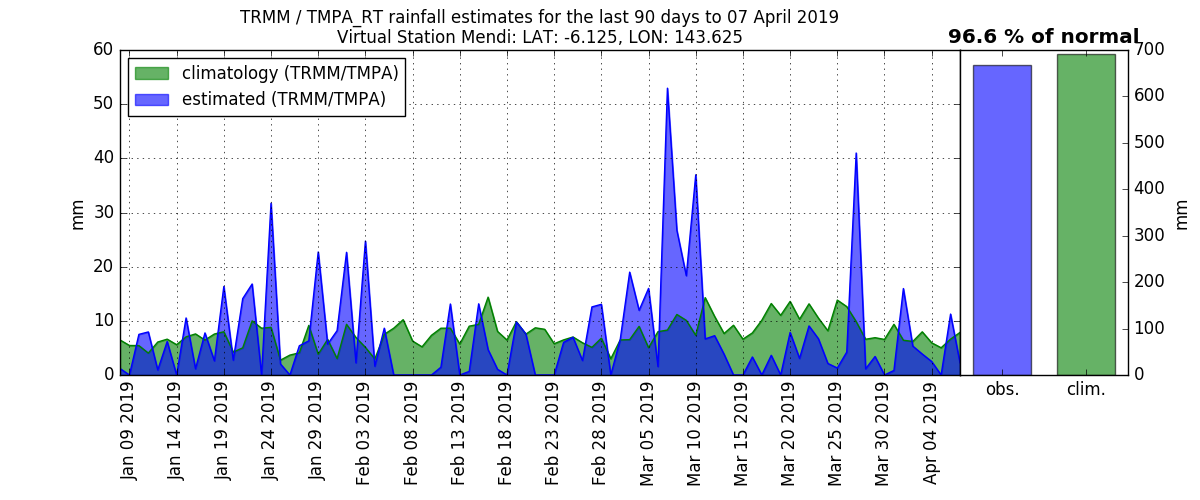 TRMM / TMPA_RT rainfall estimates for the last 90 days to 07 April 2019
Virtual Station Mendi: LAT: -6.125, LON: 143.625
96.6 % of normal
climatology (TRMM/TMPA)
estimated (TRMM/TMPA)
60
50
40
30
20
10
0
mm
700
600
500
400
300
200
100
0
mm
Jan 09 2019
Jan 14 2019
Jan 19 2019
Jan 24 2019
Jan 29 2019
Feb 03 2019
Feb 08 2019
Feb 13 2019
Feb 18 2019
Feb 23 2019
Feb 28 2019
Mar 05 2019
Mar 10 2019
Mar 15 2019
Mar 20 2019
Mar 25 2019
Mar 30 2019
Apr 04 2019
obs.
clim.